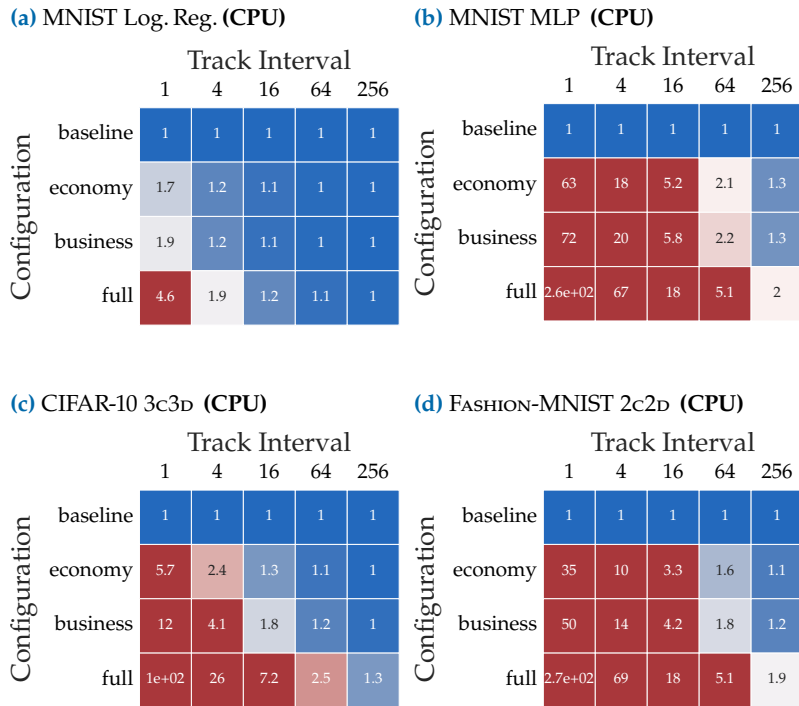 (a) MNIST Log. Reg. (CPU)
Track Interval
1 4 16 64 256
Configuration
baseline 1 1 1 1 1
economy 1.7 1.2 1.1 1 1
business 1.9 1.2 1.1 1 1
full 4.6 1.9 1.2 1.1 1
(b) MNIST MLP (CPU)
Track Interval
1 4 16 64 256
Configuration
baseline 1 1 1 1 1
economy 63 18 5.2 2.1 1.3
business 72 20 5.8 2.2 1.3
full 2.6e+02 67 18 5.1 2
(c) CIFAR-10 3c3d (CPU)
Track Interval
1 4 16 64 256
Configuration
baseline 1 1 1 1 1
economy 5.7 2.4 1.3 1.1 1
business 12 4.1 1.8 1.2 1
full 1e+02 26 7.2 2.5 1.3
(d) Fashion-MNIST 2c2d (CPU)
Track Interval
1 4 16 64 256
Configuration
baseline 1 1 1 1 1
economy 35 10 3.3 1.6 1.1
business 50 14 4.2 1.8 1.2
full 2.7e+02 69 18 5.1 1.9